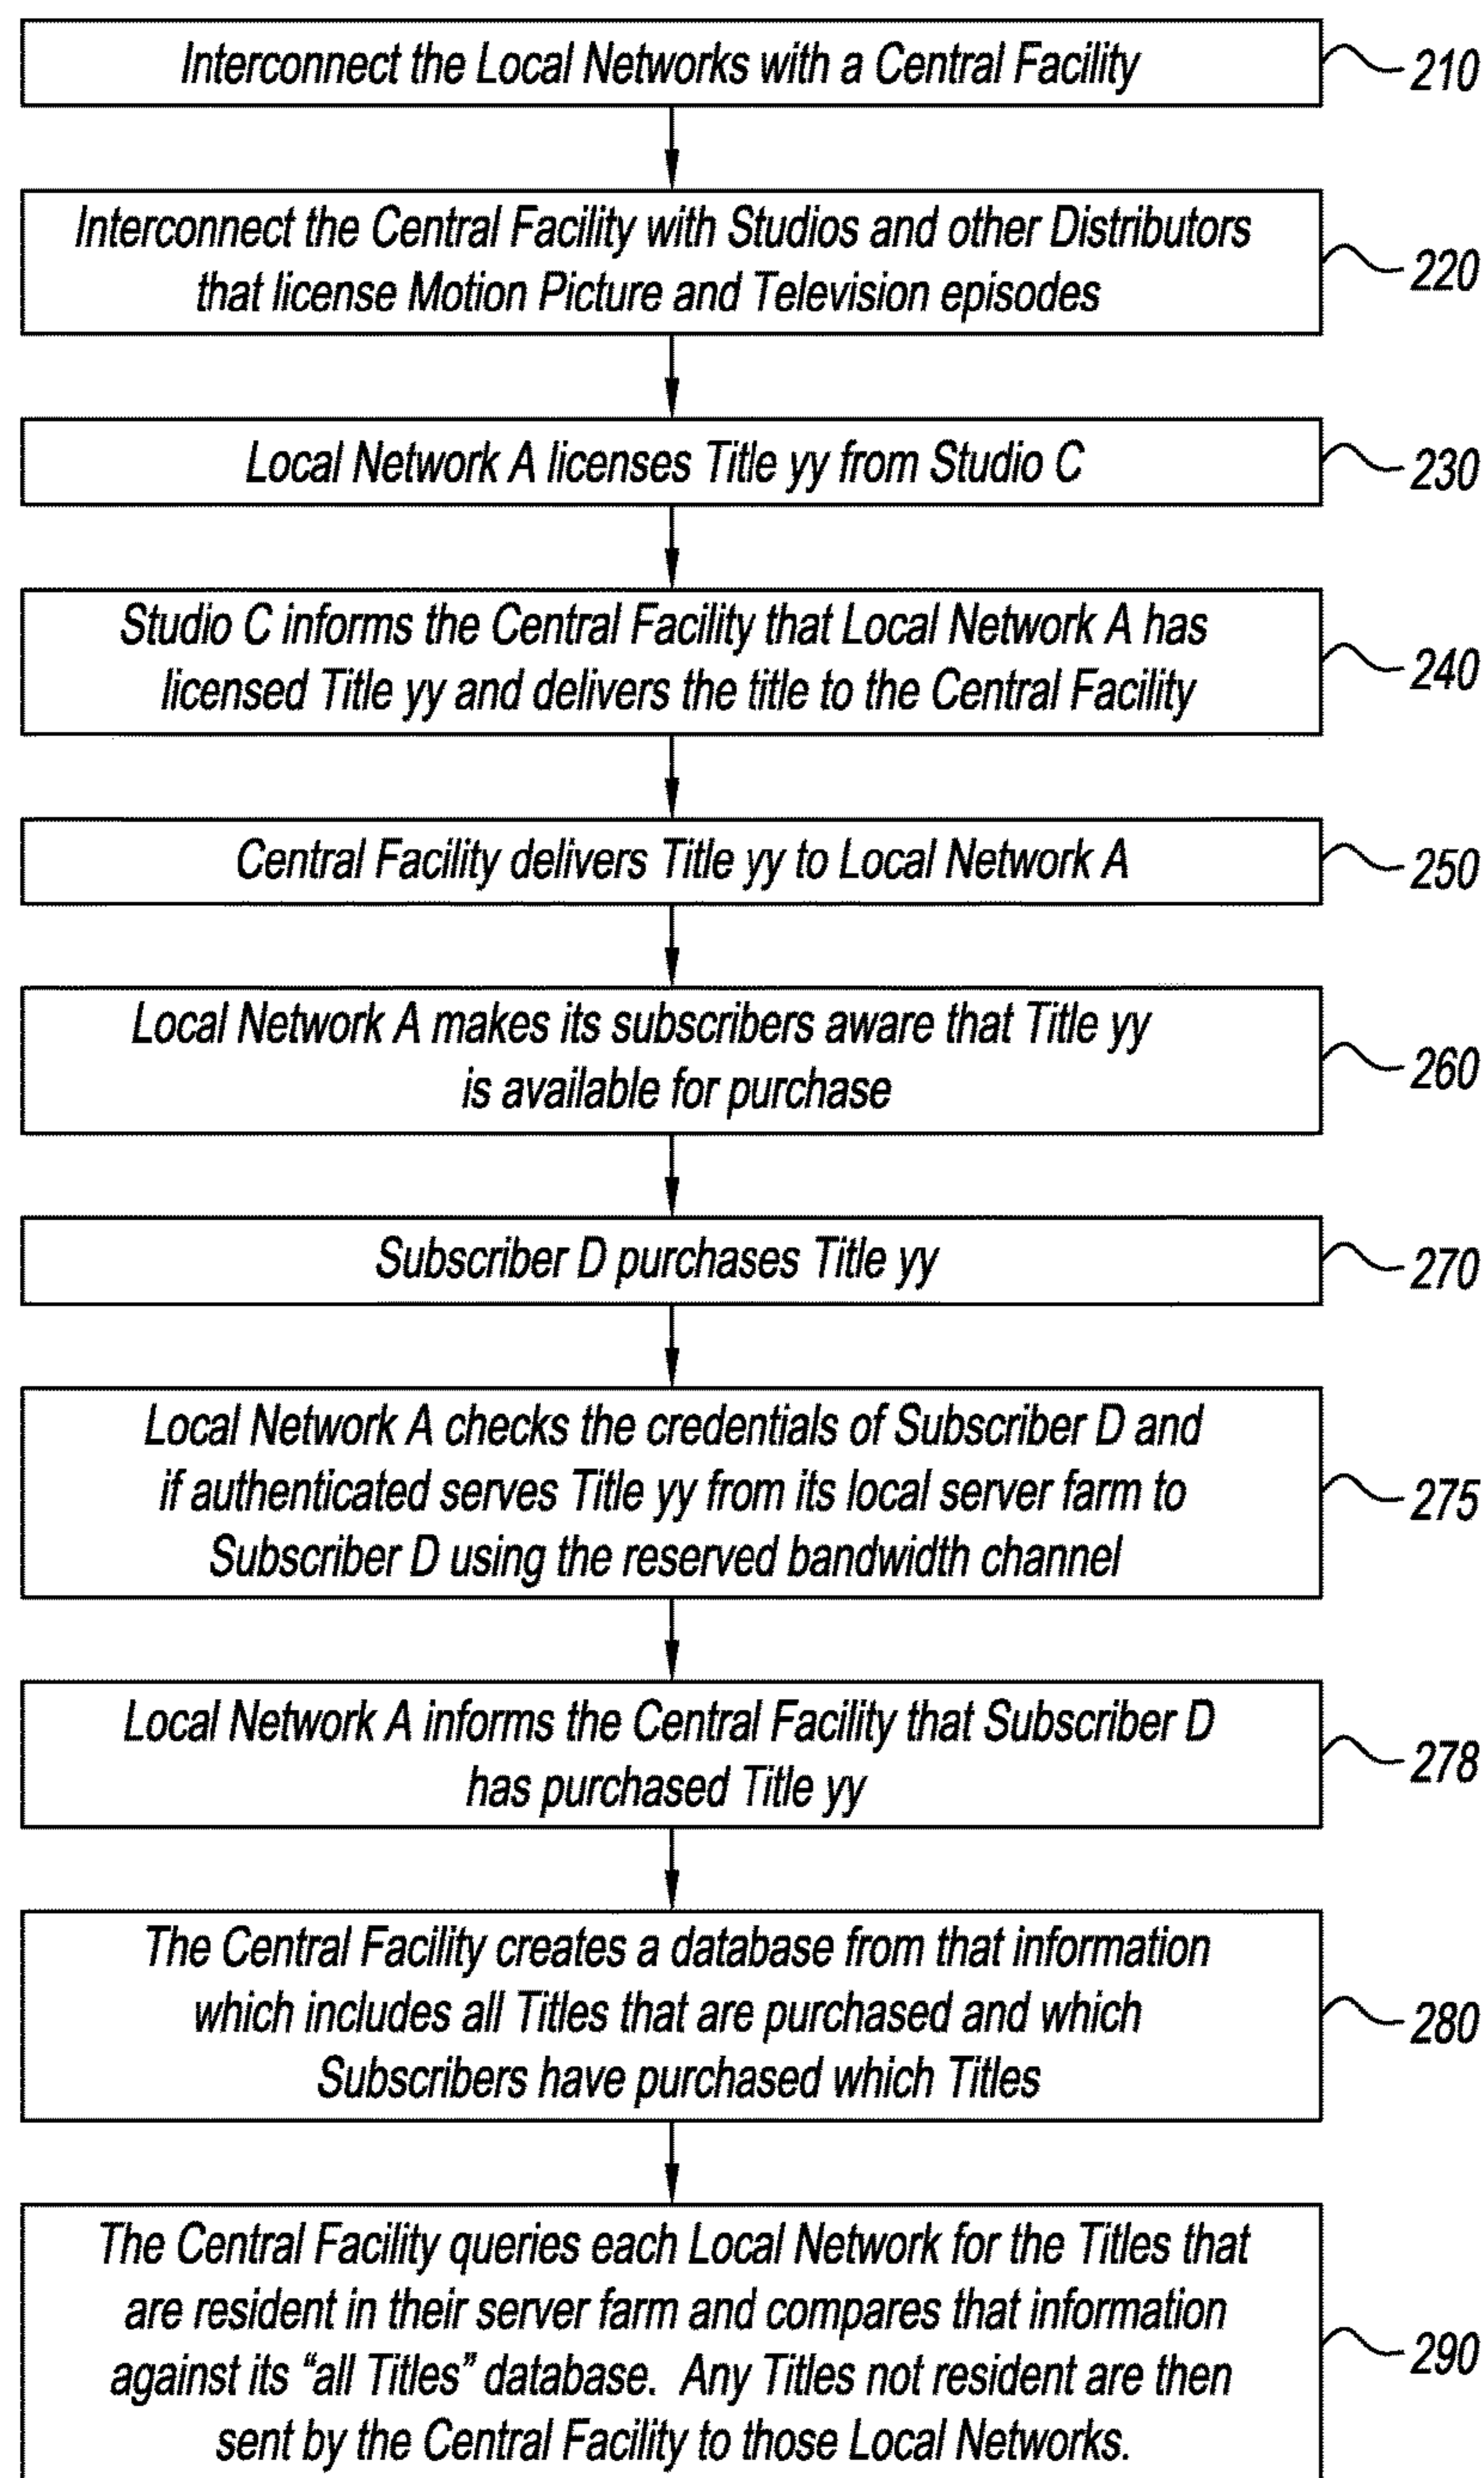 Interconnect the Local Networks with a Central Facility
210
Interconnect the Central Facility with Studios and other Distributors
that license Motion Picture and Television episodes
220
Local Network A licenses Title yy from Studio C
230
Studio C informs the Central Facility that Local Network A has
licensed Title yy and delivers the title to the Central Facility
240
Central Facility delivers Title yy to Local Network A
250
Local Network A makes its subscribers aware that Title yy
is available for purchase
260
Subscriber D purchases Title yy
270
Local Network A checks the credentials of Subscriber D and
if authenticated serves Title yy from its local server farm to
Subscriber D using the reserved bandwidth channel
275
Local Network A informs the Central Facility that Subscriber D
has purchased Title yy
278
The Central Facility creates a database from that information
which includes all Titles that are purchased and which
Subscribers have purchased which Titles
280
The Central Facility queries each Local Network for the Titles that
are resident in their server farm and compares that information
against its “all Titles” database. Any Titles not resident are then
sent by the Central Facility to those Local Networks.
290